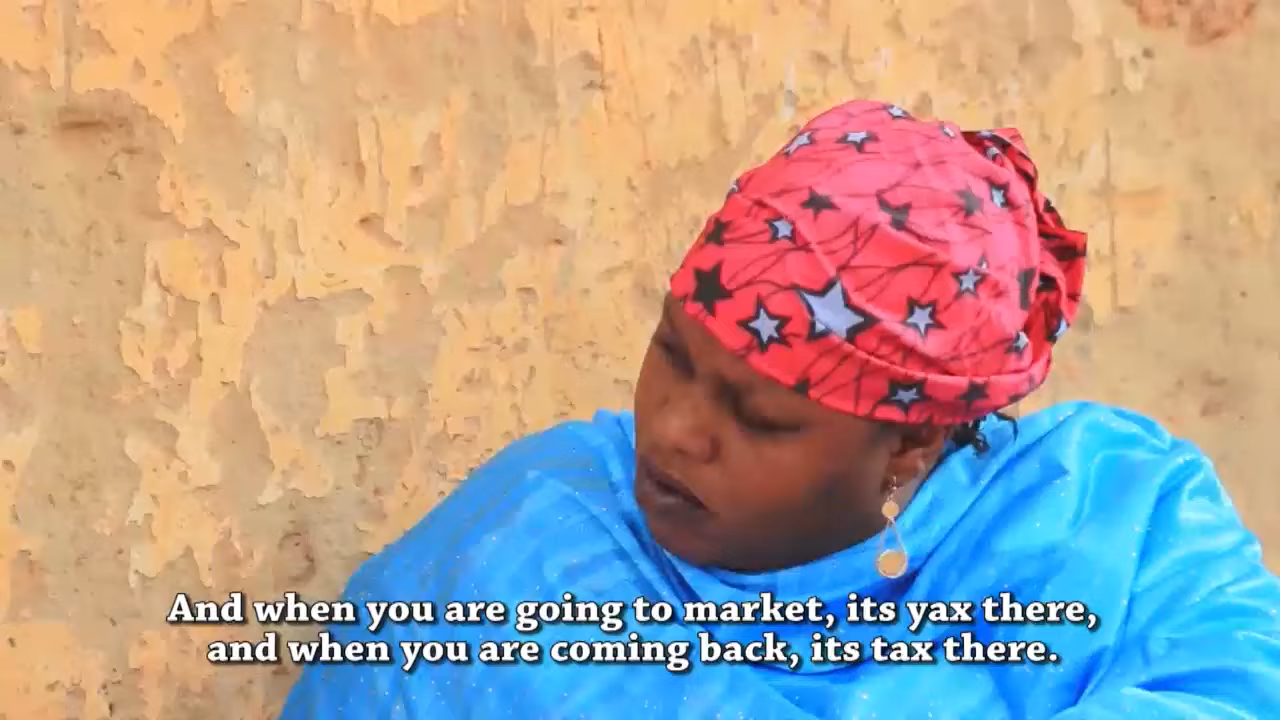 And when you are going to market, its yax there,
and when you are coming back, its tax there.